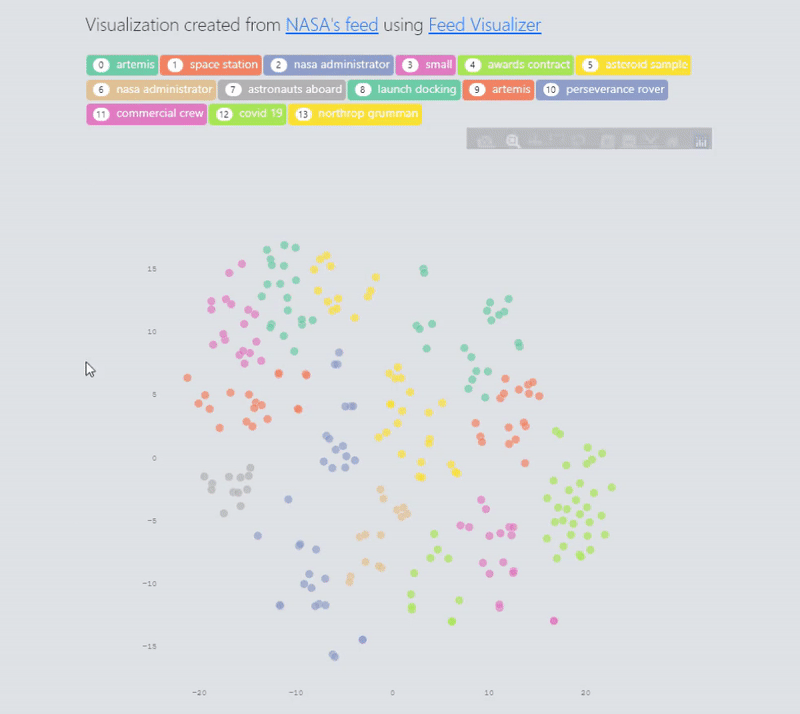 Visualization created from NASA's feed using Feed Visualizer
0 artemis 1 space station 2 nasa administrator 3 small 4 awards contract 5 asteroid sample
6 nasa administrator 7 astronauts aboard 8 launch docking 9 artemis 10 perseverance rover
11 commercial crew 12 covid 19 13 northrop grumman
15
10
5
0
−5
−10
−15
−20 −10 0 10 20